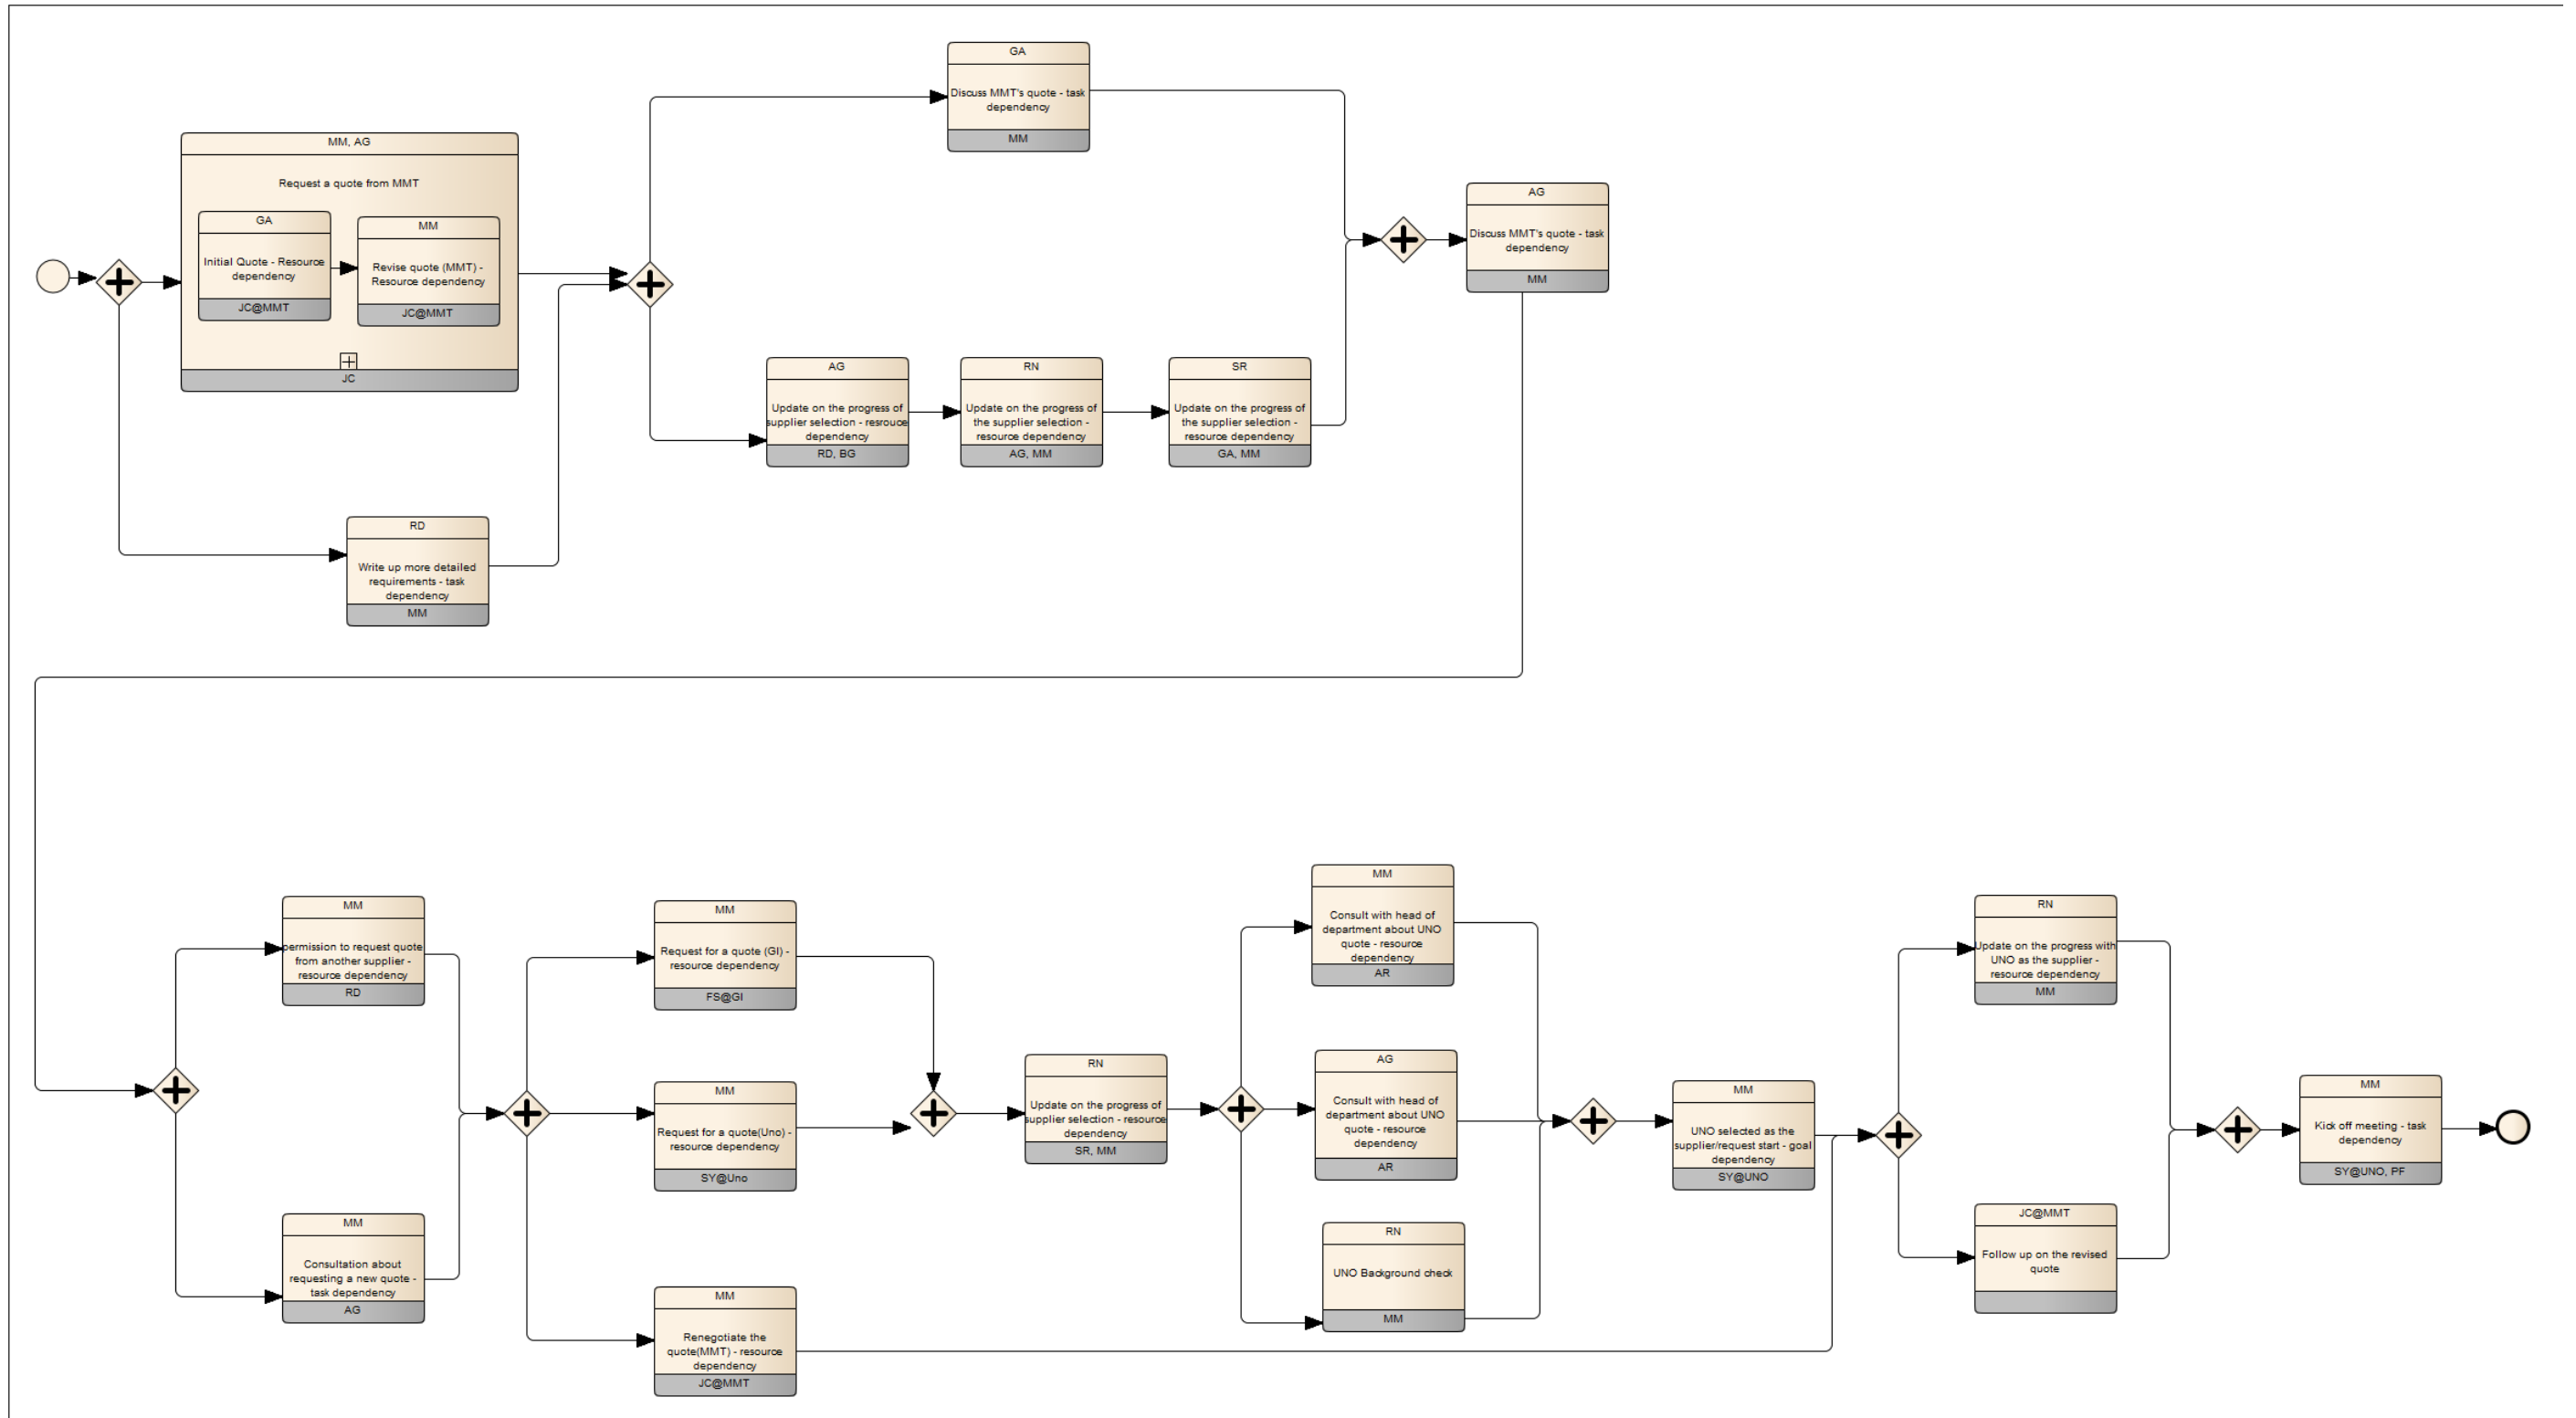 GA
Discuss MMT's quote - task
dependency
MM
MM, AG
Request a quote from MMT
GA
Initial Quote - Resource
dependency
JC@MMT
MM
Revise quote (MMT) -
Resource dependency
JC@MMT
JC
AG
Discuss MMT's quote - task
dependency
MM
AG
Update on the progress of
supplier selection - resrouce
dependency
RD, BG
RN
Update on the progress of
the supplier selection -
resource dependency
AG, MM
SR
Update on the progress of
the supplier selection -
resource dependency
GA, MM
RD
Write up more detailed
requirements - task
dependency
MM
MM
permission to request quote
from another supplier -
resource dependency
RD
MM
Consultation about
requesting a new quote -
task dependency
AG
MM
Request for a quote (GI) -
resource dependency
FS@GI
MM
Request for a quote(Uno) -
resource dependency
SY@Uno
MM
Renegotiate the
quote(MMT) - resource
dependency
JC@MMT
RN
Update on the progress of
supplier selection - resource
dependency
SR, MM
MM
Consult with head of
department about UNO
quote - resource
dependency
AR
AG
Consult with head of
department about UNO
quote - resource
dependency
AR
RN
UNO Background check
MM
MM
UNO selected as the
supplier/request start - goal
dependency
SY@UNO
RN
Update on the progress with
UNO as the supplier -
resource dependency
MM
JC@MMT
Follow up on the revised
quote
MM
Kick off meeting - task
dependency
SY@UNO, PF